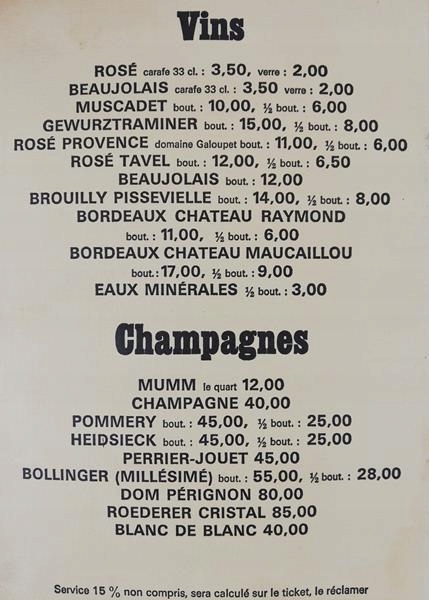 Vins
ROSÉ carafe 33 cl. : 3,50, verre : 2,00
BEAUJOLAIS carafe 33 cl. : 3,50 verre : 2,00
MUSCADET bout. : 10,00, ½ bout. : 6,00
GEWURZTRAMINER bout. : 15,00, ½ bout. : 8,00
ROSÉ PROVENCE domaine Galoupet bout. : 11,00, ½ bout. : 6,00
ROSÉ TAVEL bout. : 12,00, ½ bout. : 6,50
BEAUJOLAIS bout. : 12,00
BROUILLY PISSEVIELLE bout. : 14,00, ½ bout. : 8,00
BORDEAUX CHATEAU RAYMOND
bout. : 11,00, ½ bout. : 6,00
BORDEAUX CHATEAU MAUCAILLOU
bout. : 17,00, ½ bout. : 9,00
EAUX MINÉRALES ½ bout. : 3,00
Champagnes
MUMM le quart 12,00
CHAMPAGNE 40,00
POMMERY bout. : 45,00, ½ bout. : 25,00
HEIDSIECK bout. : 45,00, ½ bout. : 25,00
PERRIER-JOUET 45,00
BOLLINGER (MILLÉSIMÉ) bout. : 55,00, ½ bout. : 28,00
DOM PÉRIGNON 80,00
ROEDERER CRISTAL 85,00
BLANC DE BLANC 40,00
Service 15 % non compris, sera calculé sur le ticket, le réclamer